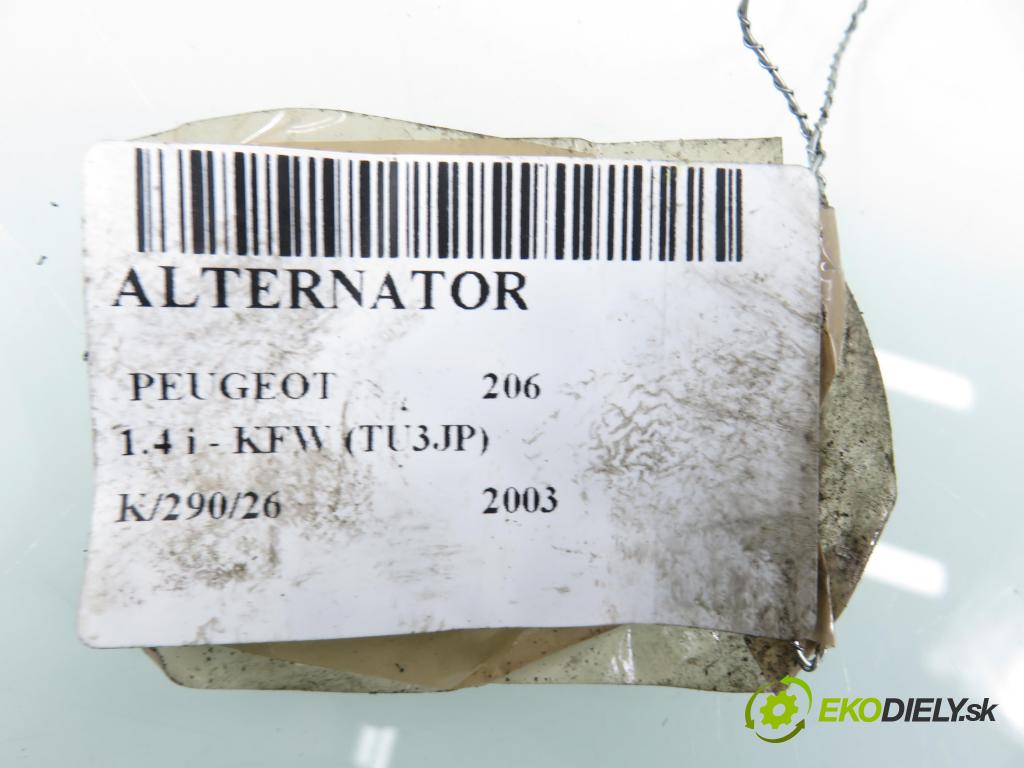 ALTERNATOR
PEUGEOT 206
1.4 i - KFW (TU3JP)
K/290/26 2003
EKODIELY.sk